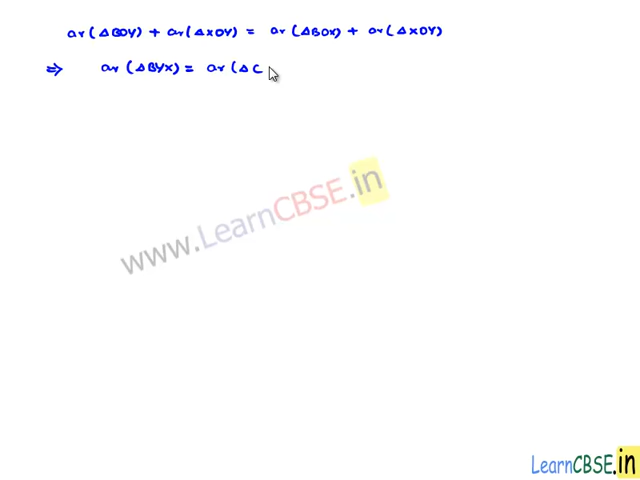 ar (ΔBOY) + ar (ΔXOY) = ar (ΔBOX) + ar (ΔXOY)
⇒ ar (ΔBYX) = ar (ΔC
www.LearnCBSE.in
LearnCBSE.in